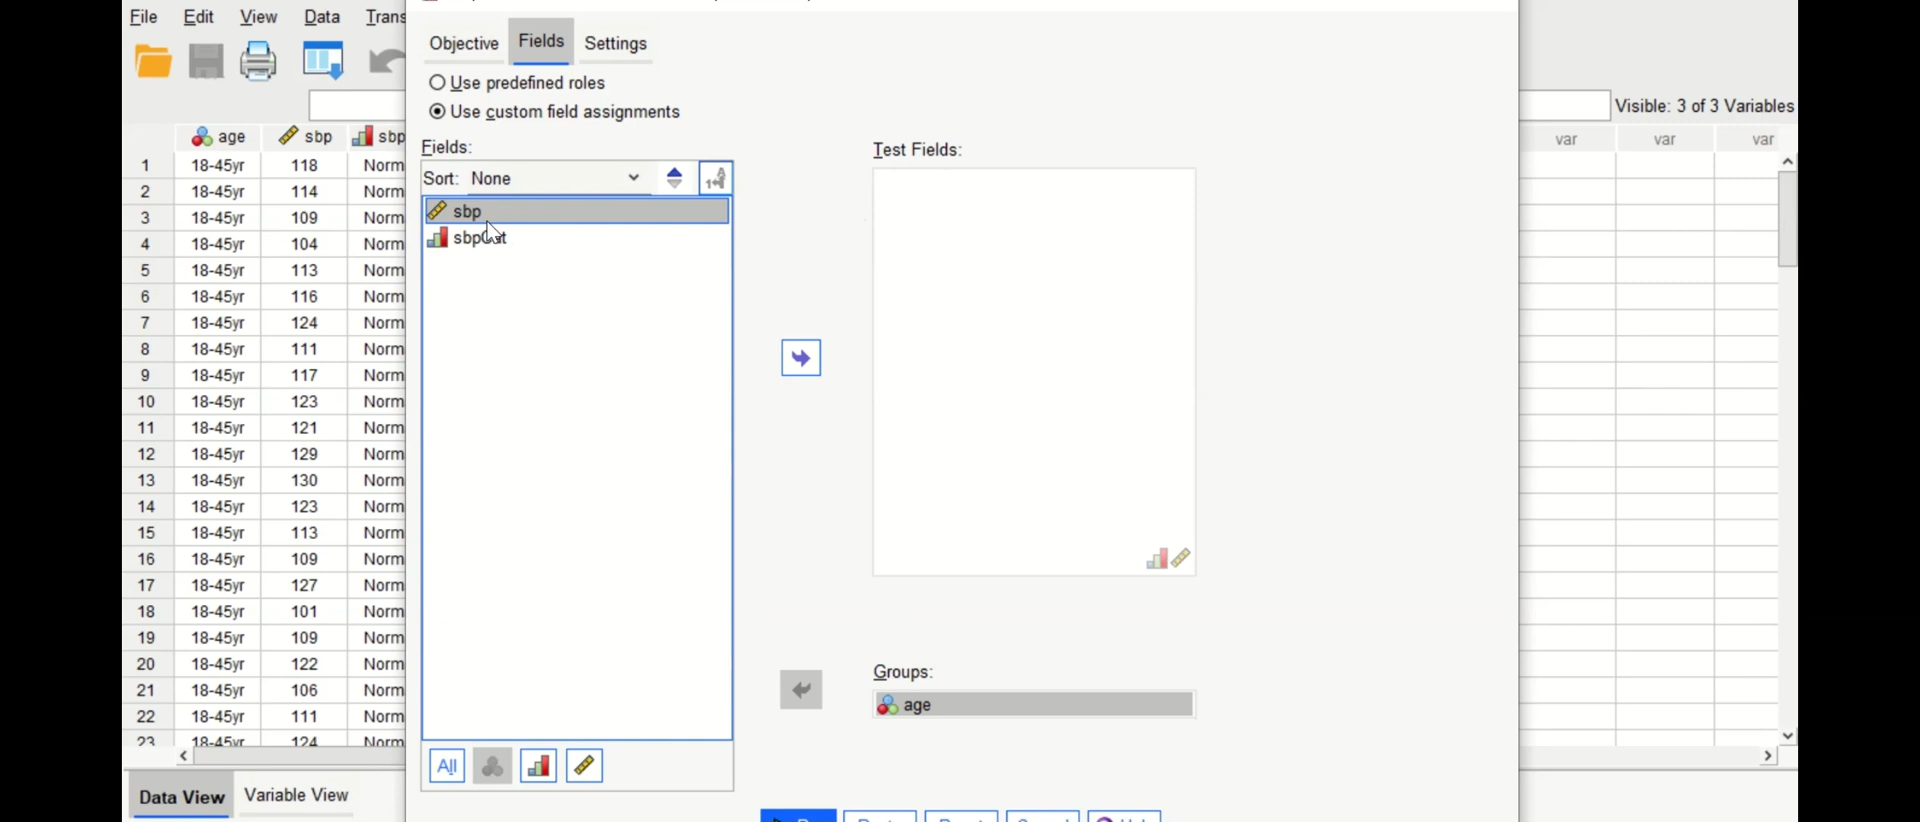 File Edit View Data Trans
Objective Fields Settings
Use predefined roles
Use custom field assignments
Visible: 3 of 3 Variables
age sbp sbp var var var
Fields:
Test Fields:
Sort: None
sbp
1 18-45yr 118 Norm
2 18-45yr 114 Norm
3 18-45yr 109 Norm
4 18-45yr 104 Norm
5 18-45yr 113 Norm
6 18-45yr 116 Norm
7 18-45yr 124 Norm
8 18-45yr 111 Norm
9 18-45yr 117 Norm
10 18-45yr 123 Norm
11 18-45yr 121 Norm
12 18-45yr 129 Norm
13 18-45yr 130 Norm
14 18-45yr 123 Norm
15 18-45yr 113 Norm
16 18-45yr 109 Norm
17 18-45yr 127 Norm
18 18-45yr 101 Norm
19 18-45yr 109 Norm
20 18-45yr 122 Norm
21 18-45yr 106 Norm
22 18-45yr 111 Norm
23 18-45yr 124 Norm
Groups:
age
All
Data View Variable View